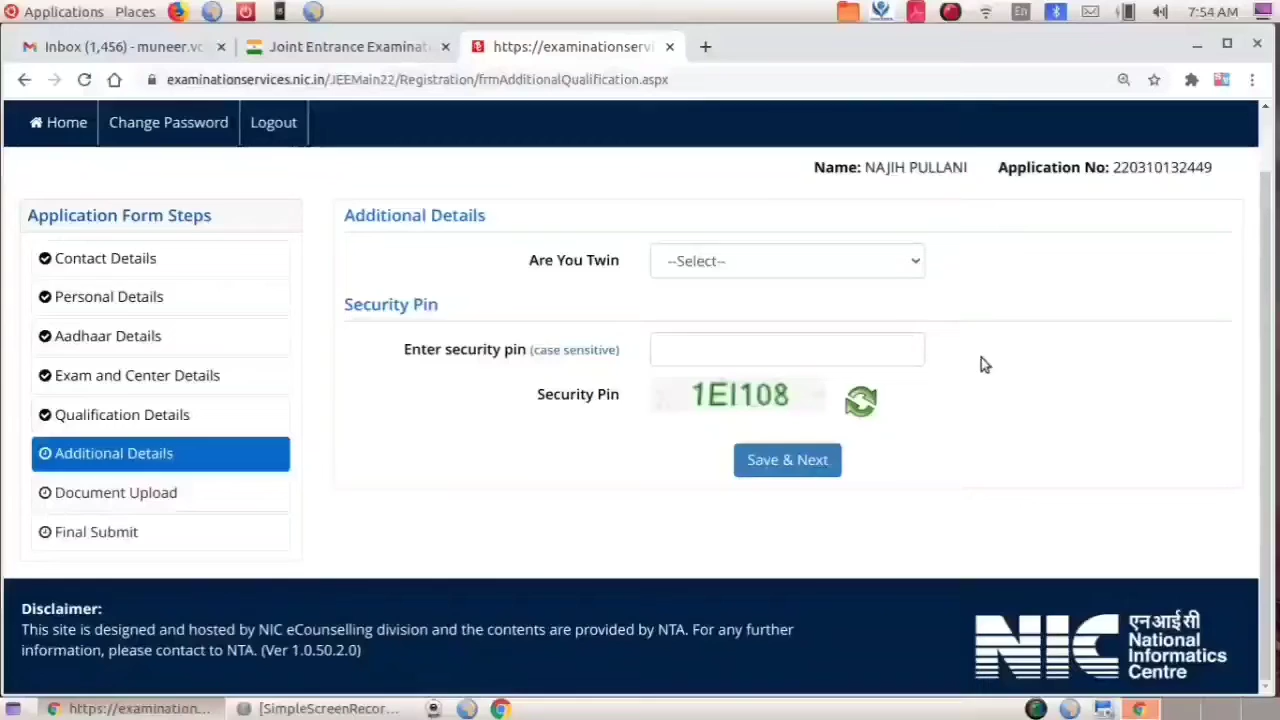 Applications Places En 7:54 AM
Inbox (1,456) - muneer.vc Joint Entrance Examinat https://examinationservi
examinationservices.nic.in/JEEMain22/Registration/frmAdditionalQualification.aspx
Home Change Password Logout
Name: NAJIH PULLANI Application No: 220310132449
Application Form Steps
Contact Details
Personal Details
Aadhaar Details
Exam and Center Details
Qualification Details
Additional Details
Document Upload
Final Submit
Additional Details
Are You Twin --Select--
Security Pin
Enter security pin (case sensitive)
Security Pin 1EI108
Save & Next
Disclaimer:
This site is designed and hosted by NIC eCounselling division and the contents are provided by NTA. For any further
information, please contact to NTA. (Ver 1.0.50.2.0)
NIC
एन आई सी
National
Informatics
Centre
https://examination... [SimpleScreenRecor...